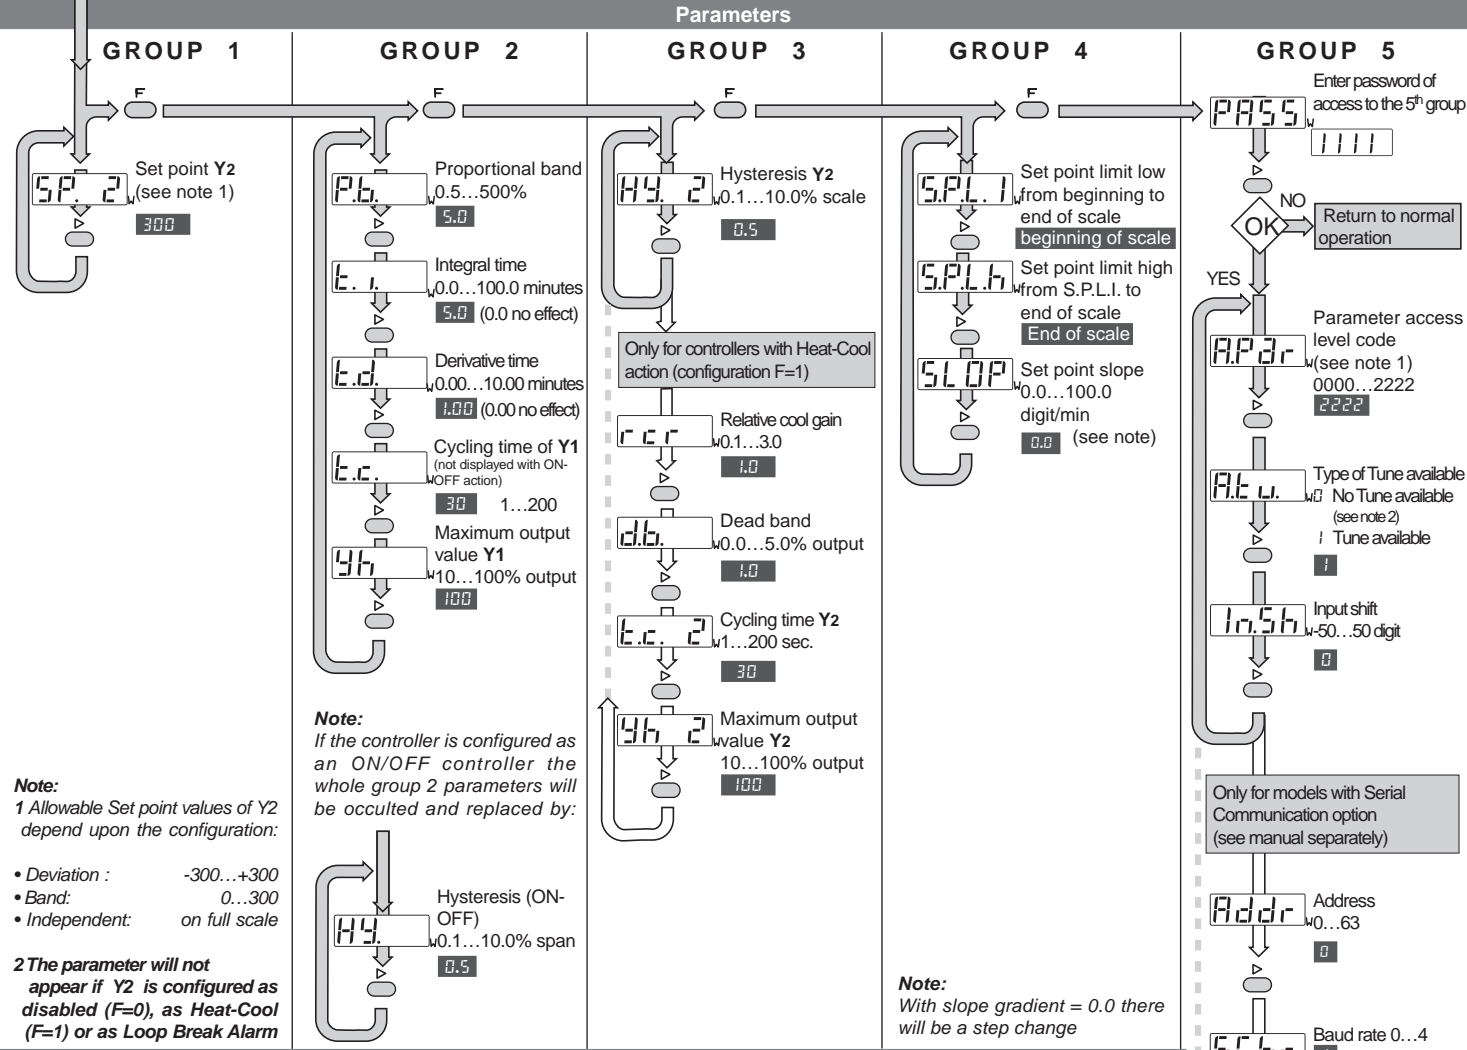 Parameters
GROUP 1
F
SP. 2
Set point Y2
(see note 1)
300
Note:
1 Allowable Set point values of Y2
depend upon the configuration:
• Deviation : -300…+300
• Band: 0…300
• Independent: on full scale
2 The parameter will not
appear if Y2 is configured as
disabled (F=0), as Heat-Cool
(F=1) or as Loop Break Alarm
GROUP 2
F
P.b.
Proportional band
0.5…500%
5.0
t. i.
Integral time
0.0…100.0 minutes
5.0 (0.0 no effect)
t.d.
Derivative time
0.00…10.00 minutes
1.00 (0.00 no effect)
t.c.
Cycling time of Y1
(not displayed with ON-
OFF action)
30 1…200
Yh
Maximum output
value Y1
10…100% output
100
Note:
If the controller is configured as
an ON/OFF controller the
whole group 2 parameters will
be occulted and replaced by:
HY.
Hysteresis (ON-
OFF)
0.1…10.0% span
0.5
GROUP 3
F
HY. 2
Hysteresis Y2
0.1…10.0% scale
0.5
Only for controllers with Heat-Cool
action (configuration F=1)
rcr
Relative cool gain
0.1…3.0
1.0
d.b.
Dead band
0.0…5.0% output
1.0
t.c. 2
Cycling time Y2
1…200 sec.
30
Yh 2
Maximum output
value Y2
10…100% output
100
GROUP 4
F
S.P.L. l
Set point limit low
from beginning to
end of scale
beginning of scale
S.P.L.h
Set point limit high
from S.P.L.I. to
end of scale
End of scale
SLOP
Set point slope
0.0…100.0
digit/min
0.0 (see note)
Note:
With slope gradient = 0.0 there
will be a step change
GROUP 5
Enter password of
access to the 5th group
PASS
1111
OK
NO
Return to normal
operation
YES
A.Par
Parameter access
level code
(see note 1)
0000…2222
2222
A.t u.
Type of Tune available
0 No Tune available
(see note 2)
1 Tune available
1
In.Sh
Input shift
-50…50 digit
0
Only for models with Serial
Communication option
(see manual separately)
Addr
Address
0…63
0
Baud rate 0…4